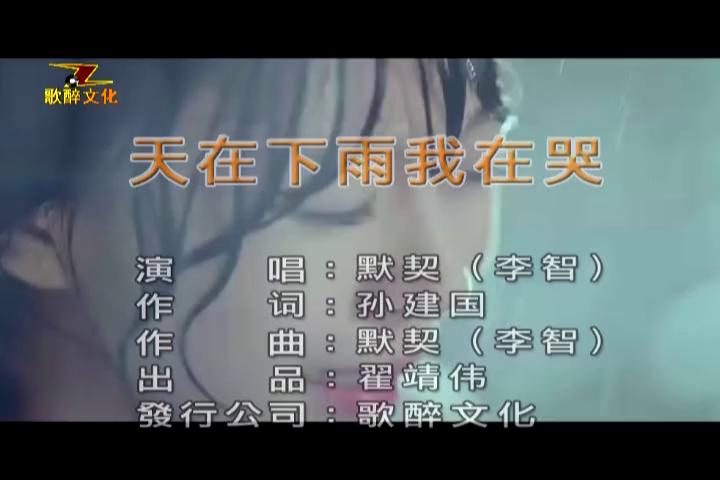 歌醉文化
天在下雨我在哭
演 唱：默契（李智）
作 词：孙建国
作 曲：默契（李智）
出 品：翟靖伟
發行公司：歌醉文化